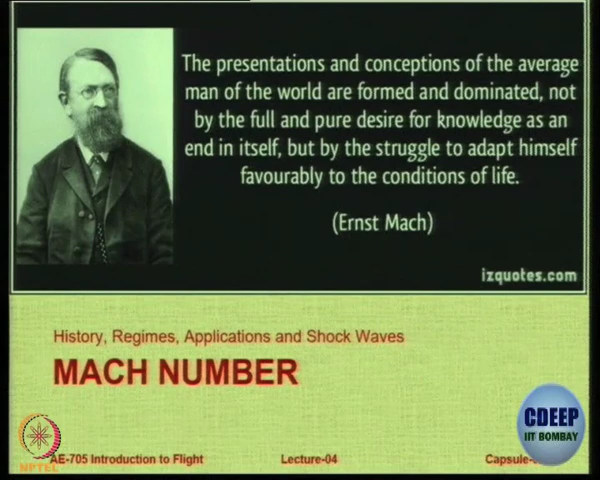 The presentations and conceptions of the average
man of the world are formed and dominated, not
by the full and pure desire for knowledge as an
end in itself, but by the struggle to adapt himself
favourably to the conditions of life.
(Ernst Mach)
izquotes.com
History, Regimes, Applications and Shock Waves
MACH NUMBER
CDEEP
IIT BOMBAY
NPTEL
AE-705 Introduction to Flight
Lecture-04